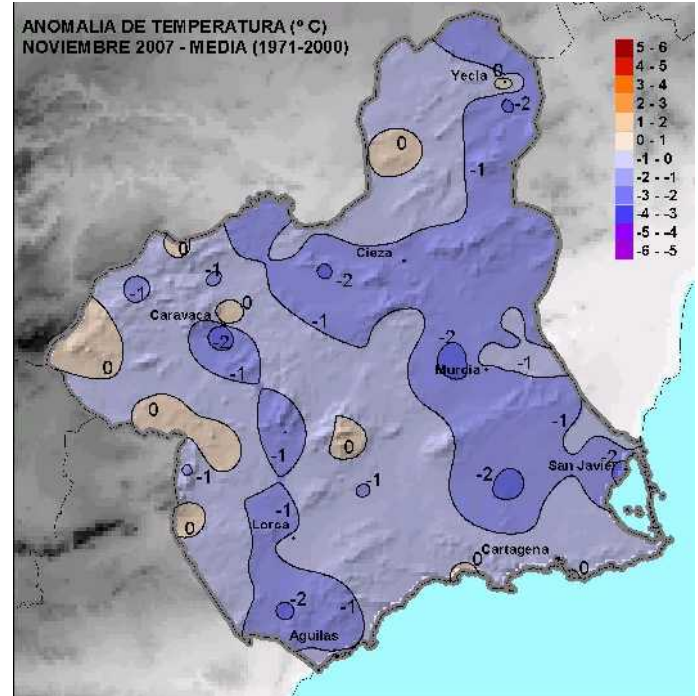 ANOMALIA DE TEMPERATURA (º C)
NOVIEMBRE 2007 - MEDIA (1971-2000)
5 - 6
4 - 5
3 - 4
2 - 3
1 - 2
0 - 1
-1 - 0
-2 - -1
-3 - -2
-4 - -3
-5 - -4
-6 - -5
0
Yecla
-2
0
-1
0
Cieza
-1
-2
-1
0
Caravaca
-1
-2
-2
0
-1
Murcia
-1
0
-1
0
-1
-2
San Javier
-1
-1
-2
0
-1
Lorca
Cartagena
0
0
-2
-1
Aguilas